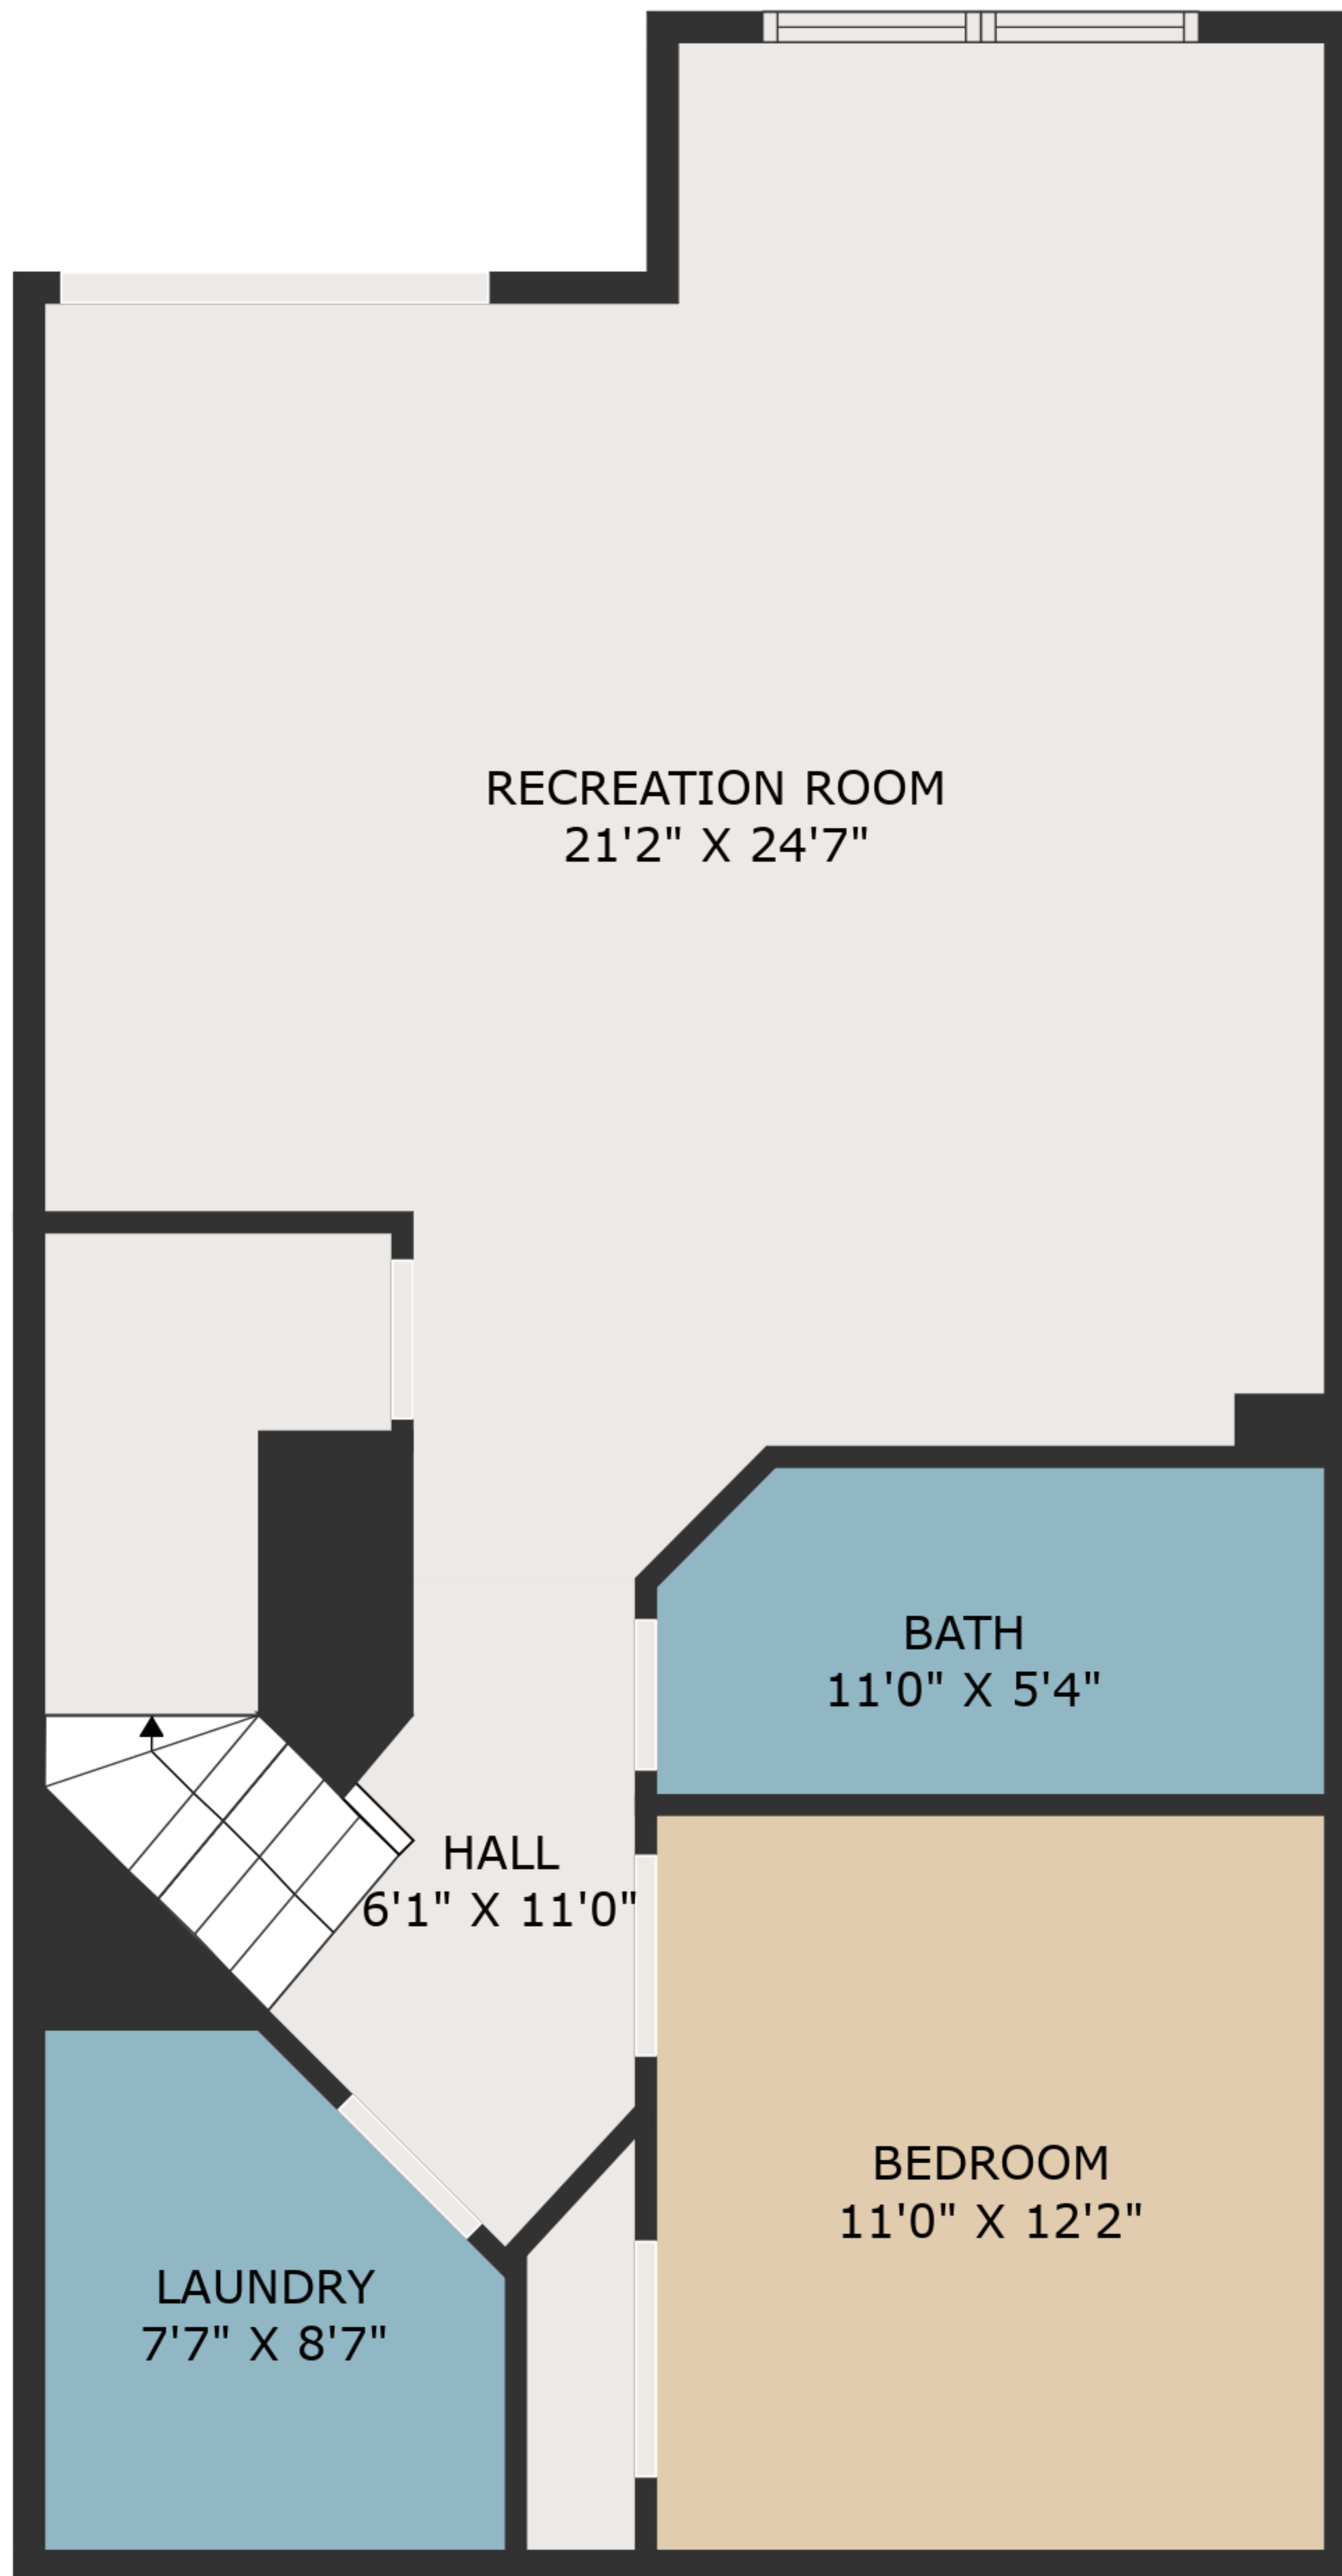 RECREATION ROOM
21'2" X 24'7"
BATH
11'0" X 5'4"
HALL
6'1" X 11'0"
BEDROOM
11'0" X 12'2"
LAUNDRY
7'7" X 8'7"